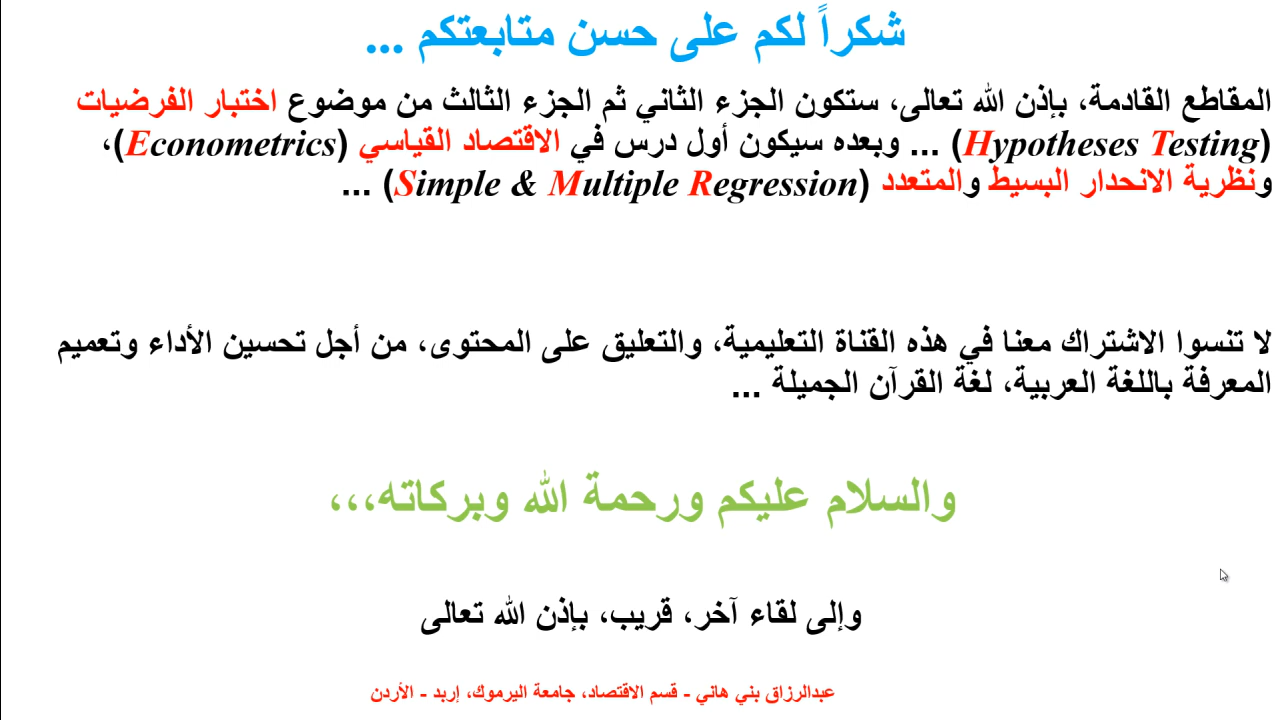 شكراً لكم على حسن متابعتكم ...
المقاطع القادمة، بإذن الله تعالى، ستكون الجزء الثاني ثم الجزء الثالث من موضوع اختبار الفرضيات
(Hypotheses Testing) ... وبعده سيكون أول درس في الاقتصاد القياسي (Econometrics)،
ونظرية الانحدار البسيط والمتعدد (Simple & Multiple Regression) ...
لا تنسوا الاشتراك معنا في هذه القناة التعليمية، والتعليق على المحتوى، من أجل تحسين الأداء وتعميم
المعرفة باللغة العربية، لغة القرآن الجميلة ...
والسلام عليكم ورحمة الله وبركاته،،،
وإلى لقاء آخر، قريب، بإذن الله تعالى
عبدالرزاق بني هاني - قسم الاقتصاد، جامعة اليرموك، إربد - الأردن